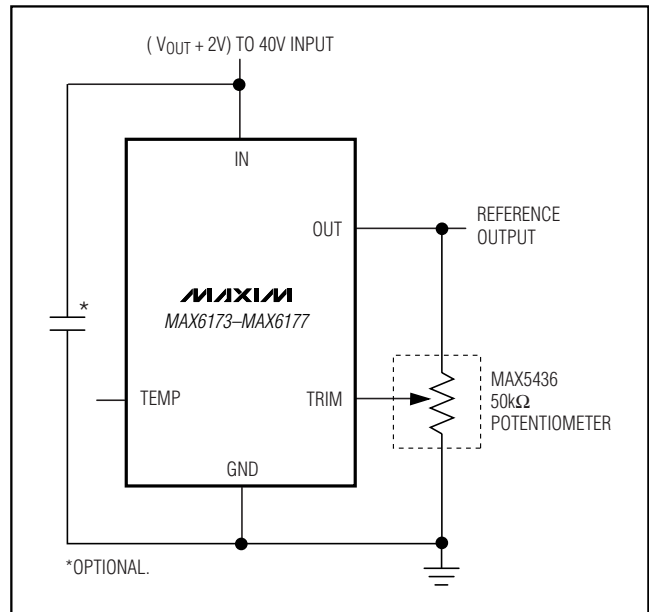 ( VOUT + 2V) TO 40V INPUT
IN
OUT
REFERENCE
OUTPUT
MAXIM
MAX6173–MAX6177
*
TEMP
TRIM
MAX5436
50kΩ
POTENTIOMETER
GND
*OPTIONAL.